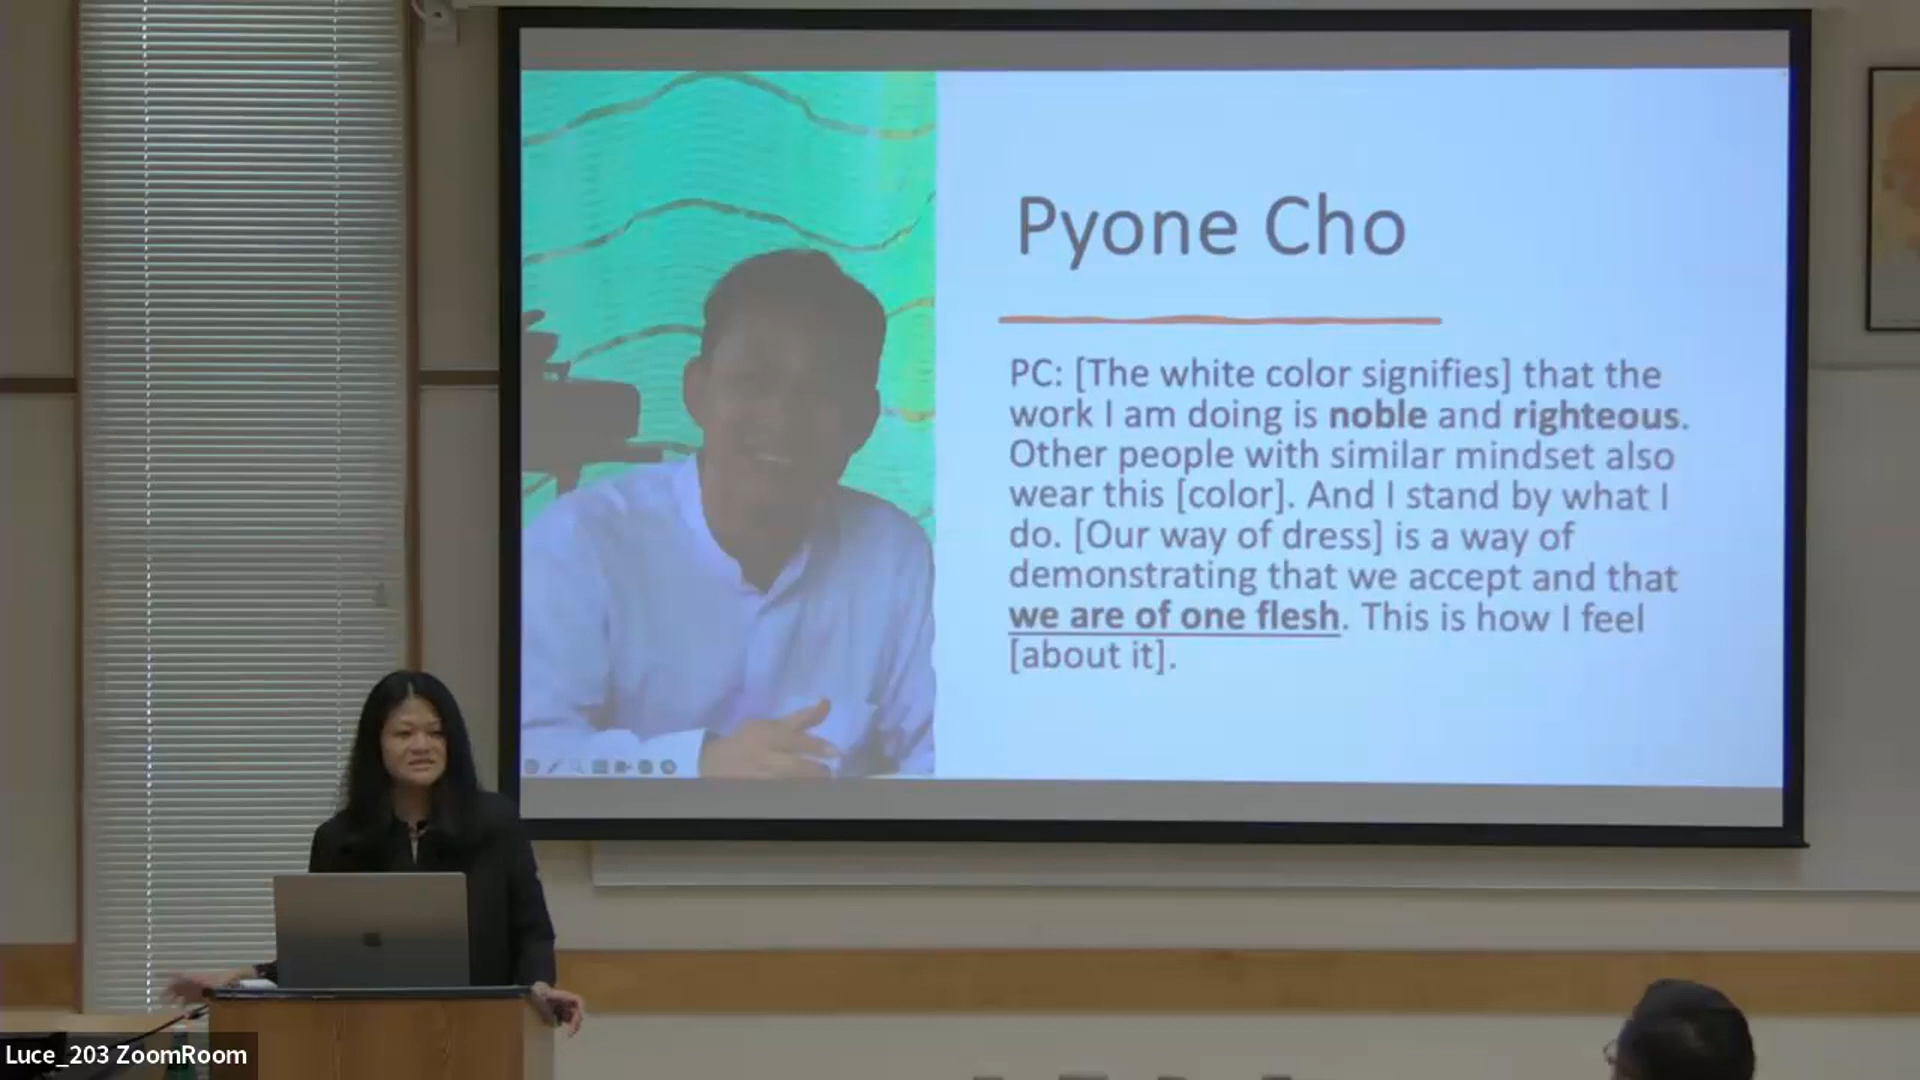 Pyone Cho
PC: [The white color signifies] that the
work I am doing is noble and righteous.
Other people with similar mindset also
wear this [color]. And I stand by what I
do. [Our way of dress] is a way of
demonstrating that we accept and that
we are of one flesh. This is how I feel
[about it].
Luce_203 ZoomRoom